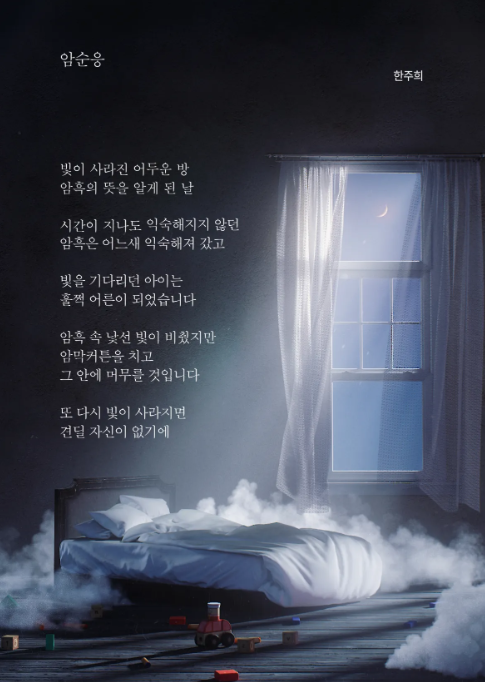 암순응
한주희
빛이 사라진 어두운 방
암흑의 뜻을 알게 된 날
시간이 지나도 익숙해지지 않던
암흑은 어느새 익숙해져 갔고
빛을 기다리던 아이는
훌쩍 어른이 되었습니다
암흑 속 낯선 빛이 비췄지만
암막커튼을 치고
그 안에 머무를 것입니다
또 다시 빛이 사라지면
견딜 자신이 없기에